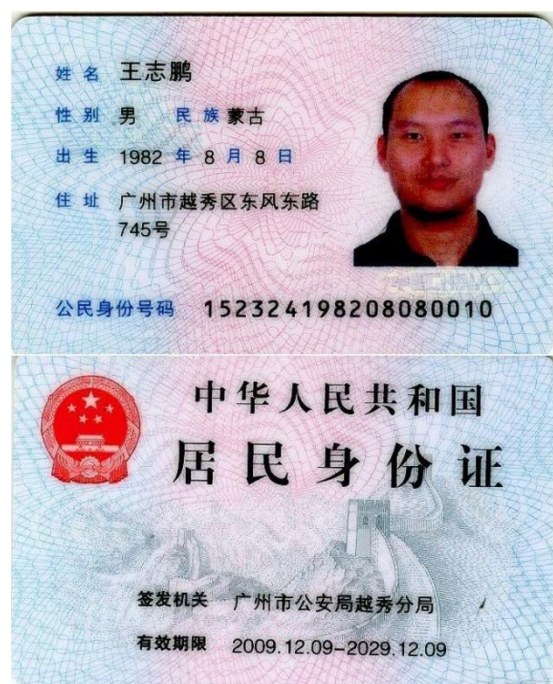 姓名 王志鹏
性别 男 民族 蒙古
出生 1982 年 8 月 8 日
住址 广州市越秀区东风东路
745号
公民身份号码 152324198208080010
中华人民共和国
居民身份证
签发机关 广州市公安局越秀分局
有效期限 2009.12.09-2029.12.09